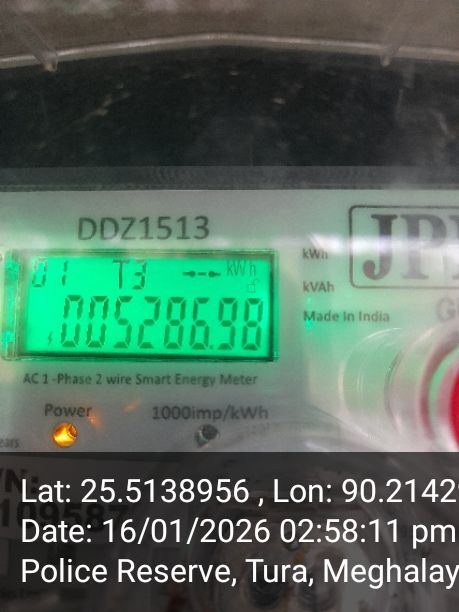 DDZ1513
01 T3 kWh
005286.98
kWh
kVAh
Made In India
AC 1 -Phase 2 wire Smart Energy Meter
Power
1000imp/kWh
Lat: 25.5138956 , Lon: 90.2142
Date: 16/01/2026 02:58:11 pm
Police Reserve, Tura, Meghalay